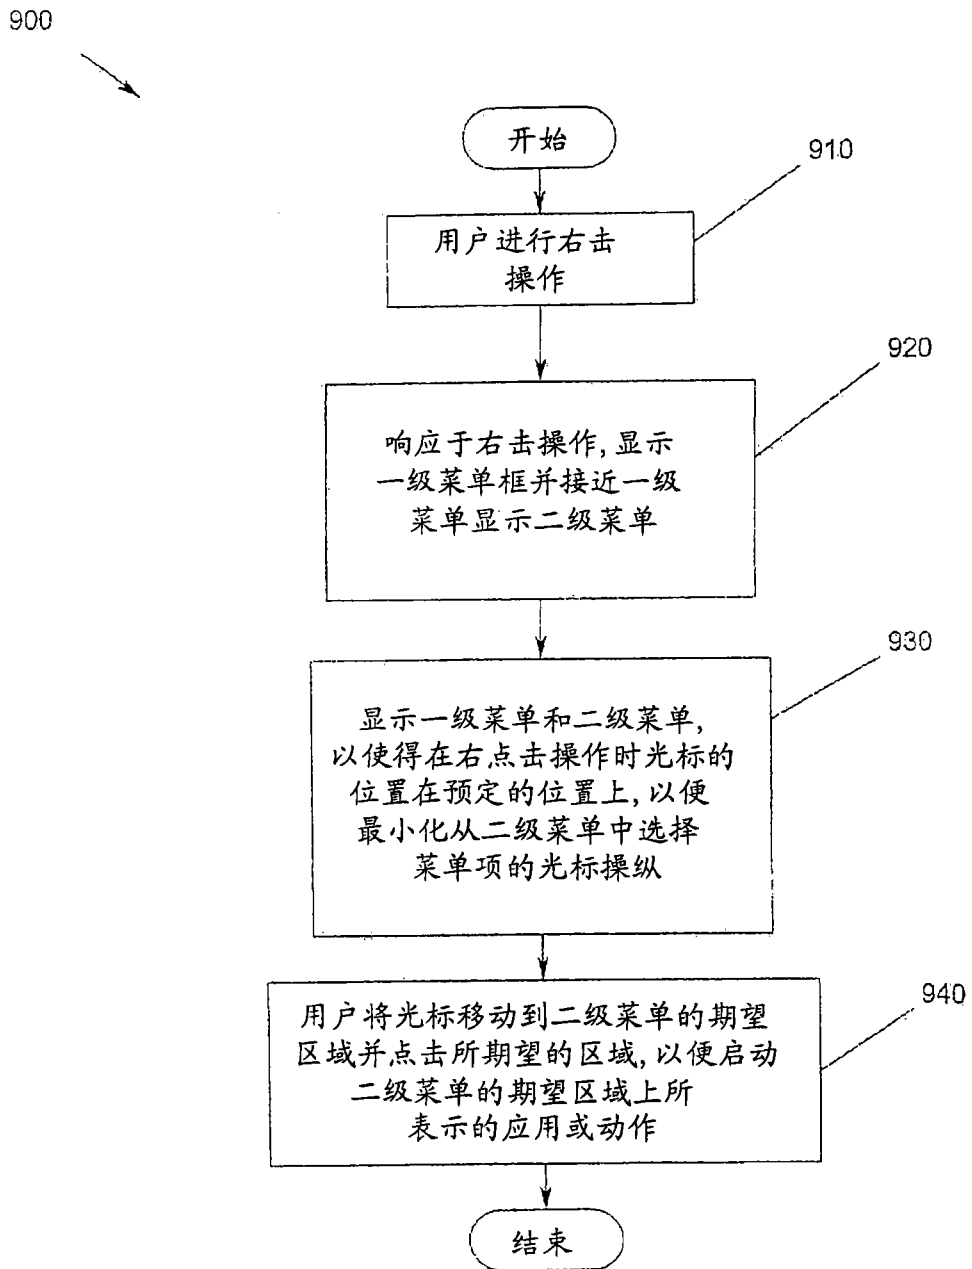 900
开始
910
用户进行右击
操作
920
响应于右击操作,显示
一级菜单框并接近一级
菜单显示二级菜单
930
显示一级菜单和二级菜单,
以使得在右点击操作时光标的
位置在预定的位置上,以便
最小化从二级菜单中选择
菜单项的光标操纵
940
用户将光标移动到二级菜单的期望
区域并点击所期望的区域,以便启动
二级菜单的期望区域上所
表示的应用或动作
结束